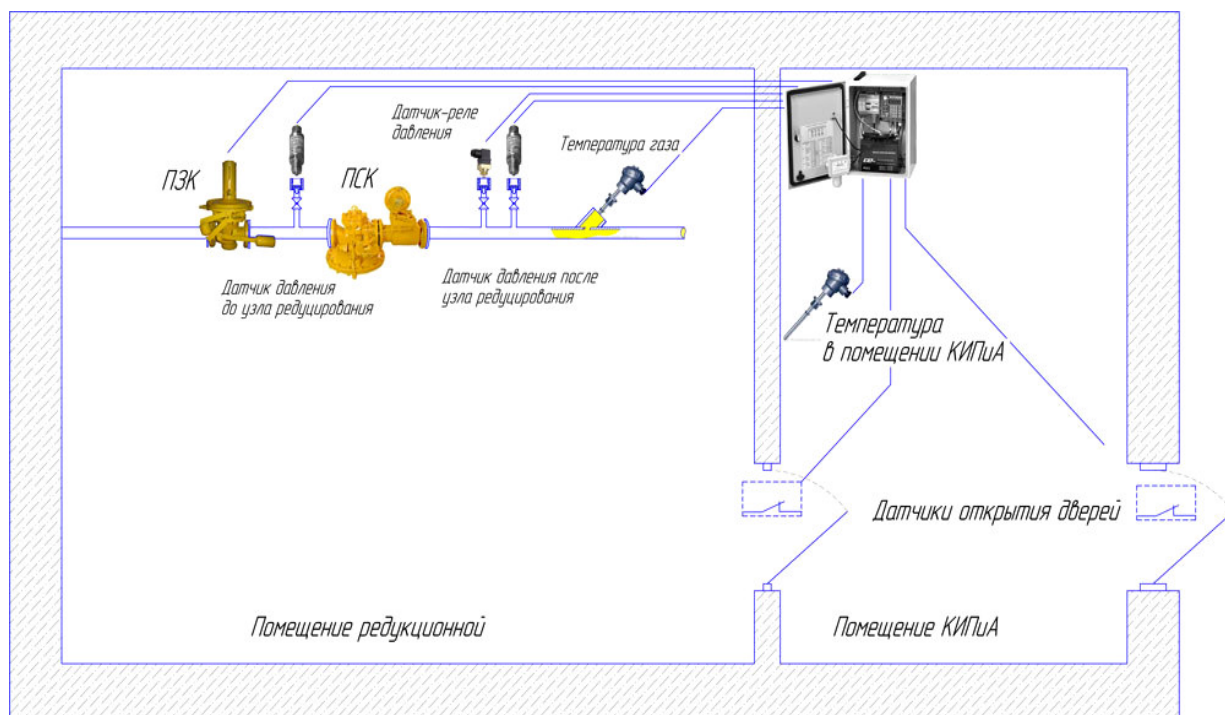 Датчик-реле
давления
Температура газа
ПЗК
ПСК
Датчик давления
до узла редуцирования
Датчик давления после
узла редуцирования
Температура
в помещении КИПиА
Датчики открытия дверей
Помещение редукционной
Помещение КИПиА